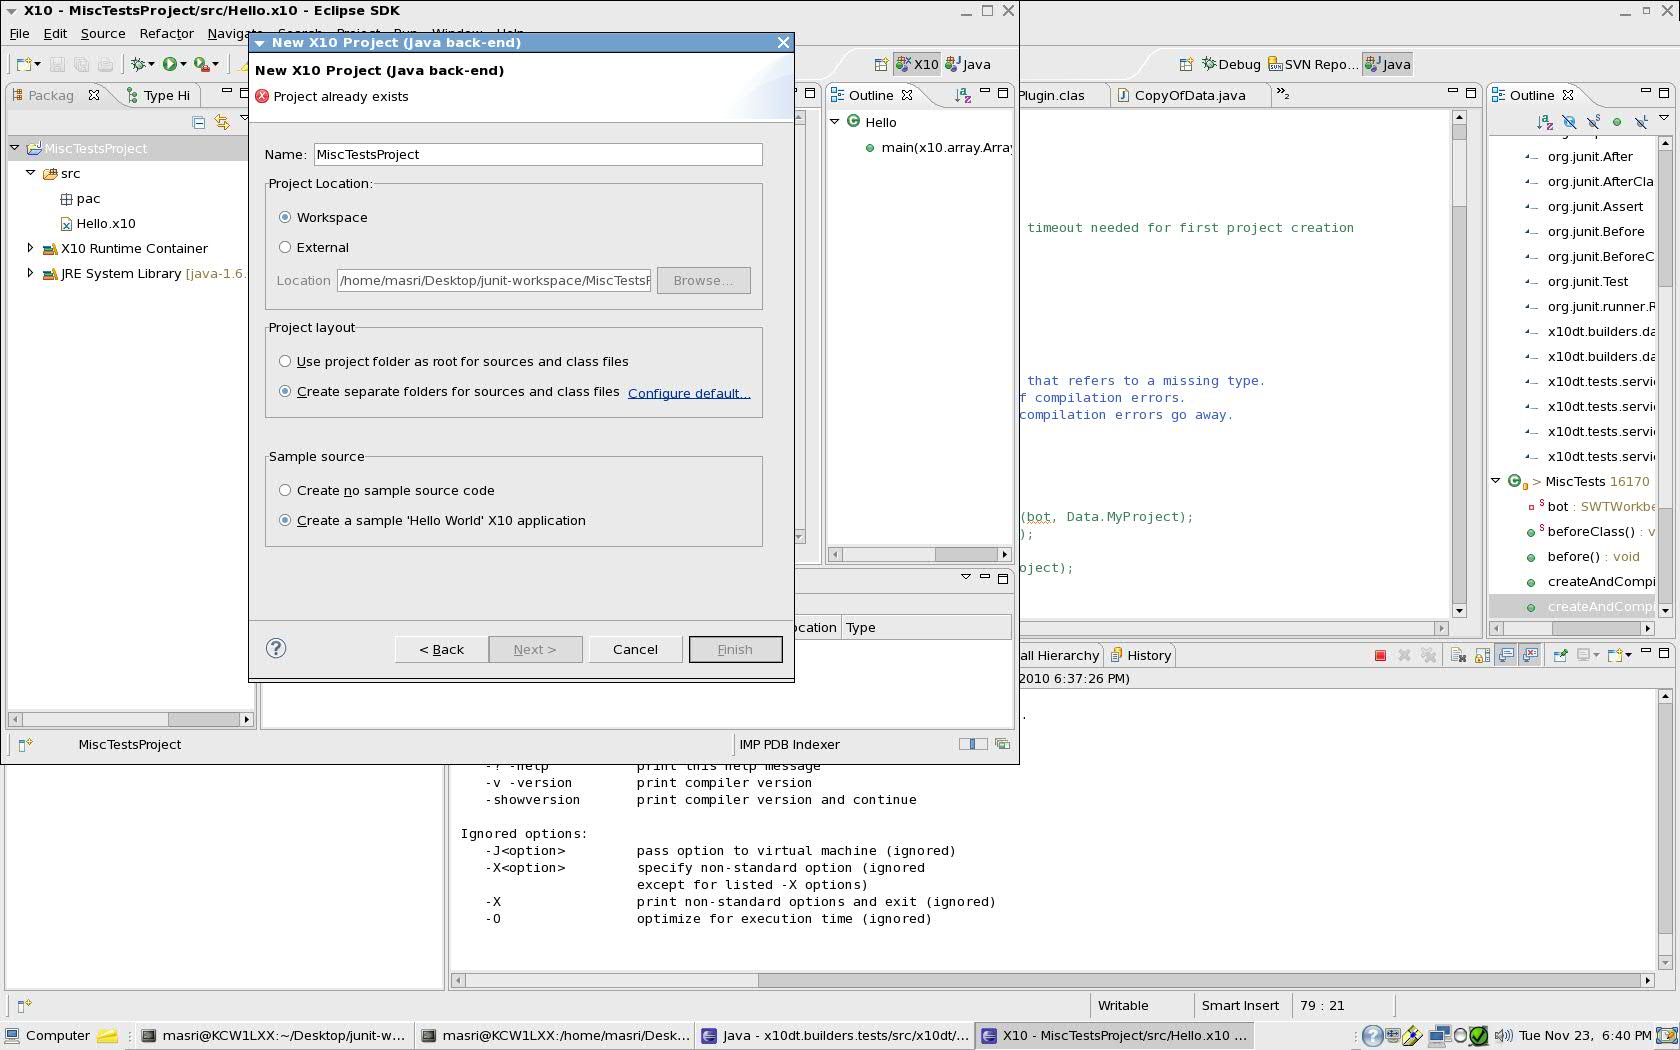 X10 - MiscTestsProject/src/Hello.x10 - Eclipse SDK
File Edit Source Refactor
New X10 Project (Java back-end)
New X10 Project (Java back-end)
Project already exists
Name: MiscTestsProject
Project Location:
Workspace
External
Location /home/masri/Desktop/junit-workspace/MiscTestsP Browse...
Project layout
Use project folder as root for sources and class files
Create separate folders for sources and class files Configure default...
Sample source
Create no sample source code
Create a sample 'Hello World' X10 application
< Back Next > Cancel Finish
Packag Type Hi
MiscTestsProject
src
pac
Hello.x10
X10 Runtime Container
JRE System Library [java-1.6.
X10 Java
Outline
Hello
main(x10.array.Array
Type
MiscTestsProject
IMP PDB Indexer
Debug SVN Repo... Java
Plugin.clas CopyOfData.java »2
timeout needed for first project creation
that refers to a missing type.
f compilation errors.
compilation errors go away.
(bot, Data.MyProject);
);
oject);
Outline
org.junit.After
org.junit.AfterCla
org.junit.Assert
org.junit.Before
org.junit.BeforeC
org.junit.Test
org.junit.runner.R
x10dt.builders.da
x10dt.builders.da
x10dt.tests.servi
x10dt.tests.servi
x10dt.tests.servi
x10dt.tests.servi
> MiscTests 16170
bot : SWTWorkbe
beforeClass() : v
before() : void
createAndCompi
createAndCompi
all Hierarchy History
2010 6:37:26 PM)
.
-? -help print this help message
-v -version print compiler version
-showversion print compiler version and continue
Ignored options:
-J<option> pass option to virtual machine (ignored)
-X<option> specify non-standard option (ignored
except for listed -X options)
-X print non-standard options and exit (ignored)
-O optimize for execution time (ignored)
Writable Smart Insert 79 : 21
Computer masri@KCW1LXX:~/Desktop/junit-w... masri@KCW1LXX:/home/masri/Desk... Java - x10dt.builders.tests/src/x10dt/... X10 - MiscTestsProject/src/Hello.x10 ... Tue Nov 23, 6:40 PM